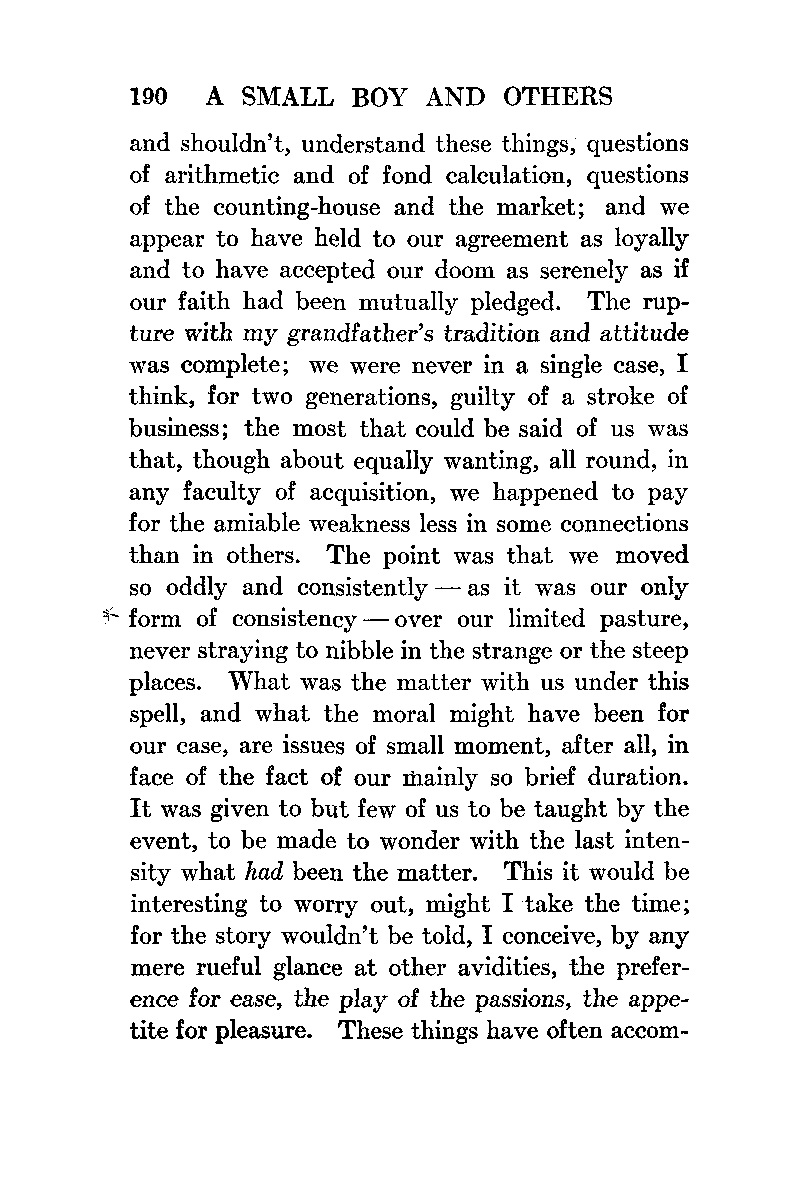 190 A SMALL BOY AND OTHERS
and shouldn't, understand these things, questions
of arithmetic and of fond calculation, questions
of the counting-house and the market; and we
appear to have held to our agreement as loyally
and to have accepted our doom as serenely as if
our faith had been mutually pledged. The rup-
ture with my grandfather's tradition and attitude
was complete; we were never in a single case, I
think, for two generations, guilty of a stroke of
business; the most that could be said of us was
that, though about equally wanting, all round, in
any faculty of acquisition, we happened to pay
for the amiable weakness less in some connections
than in others. The point was that we moved
so oddly and consistently — as it was our only
form of consistency — over our limited pasture,
never straying to nibble in the strange or the steep
places. What was the matter with us under this
spell, and what the moral might have been for
our case, are issues of small moment, after all, in
face of the fact of our mainly so brief duration.
It was given to but few of us to be taught by the
event, to be made to wonder with the last inten-
sity what had been the matter. This it would be
interesting to worry out, might I take the time;
for the story wouldn't be told, I conceive, by any
mere rueful glance at other avidities, the prefer-
ence for ease, the play of the passions, the appe-
tite for pleasure. These things have often accom-